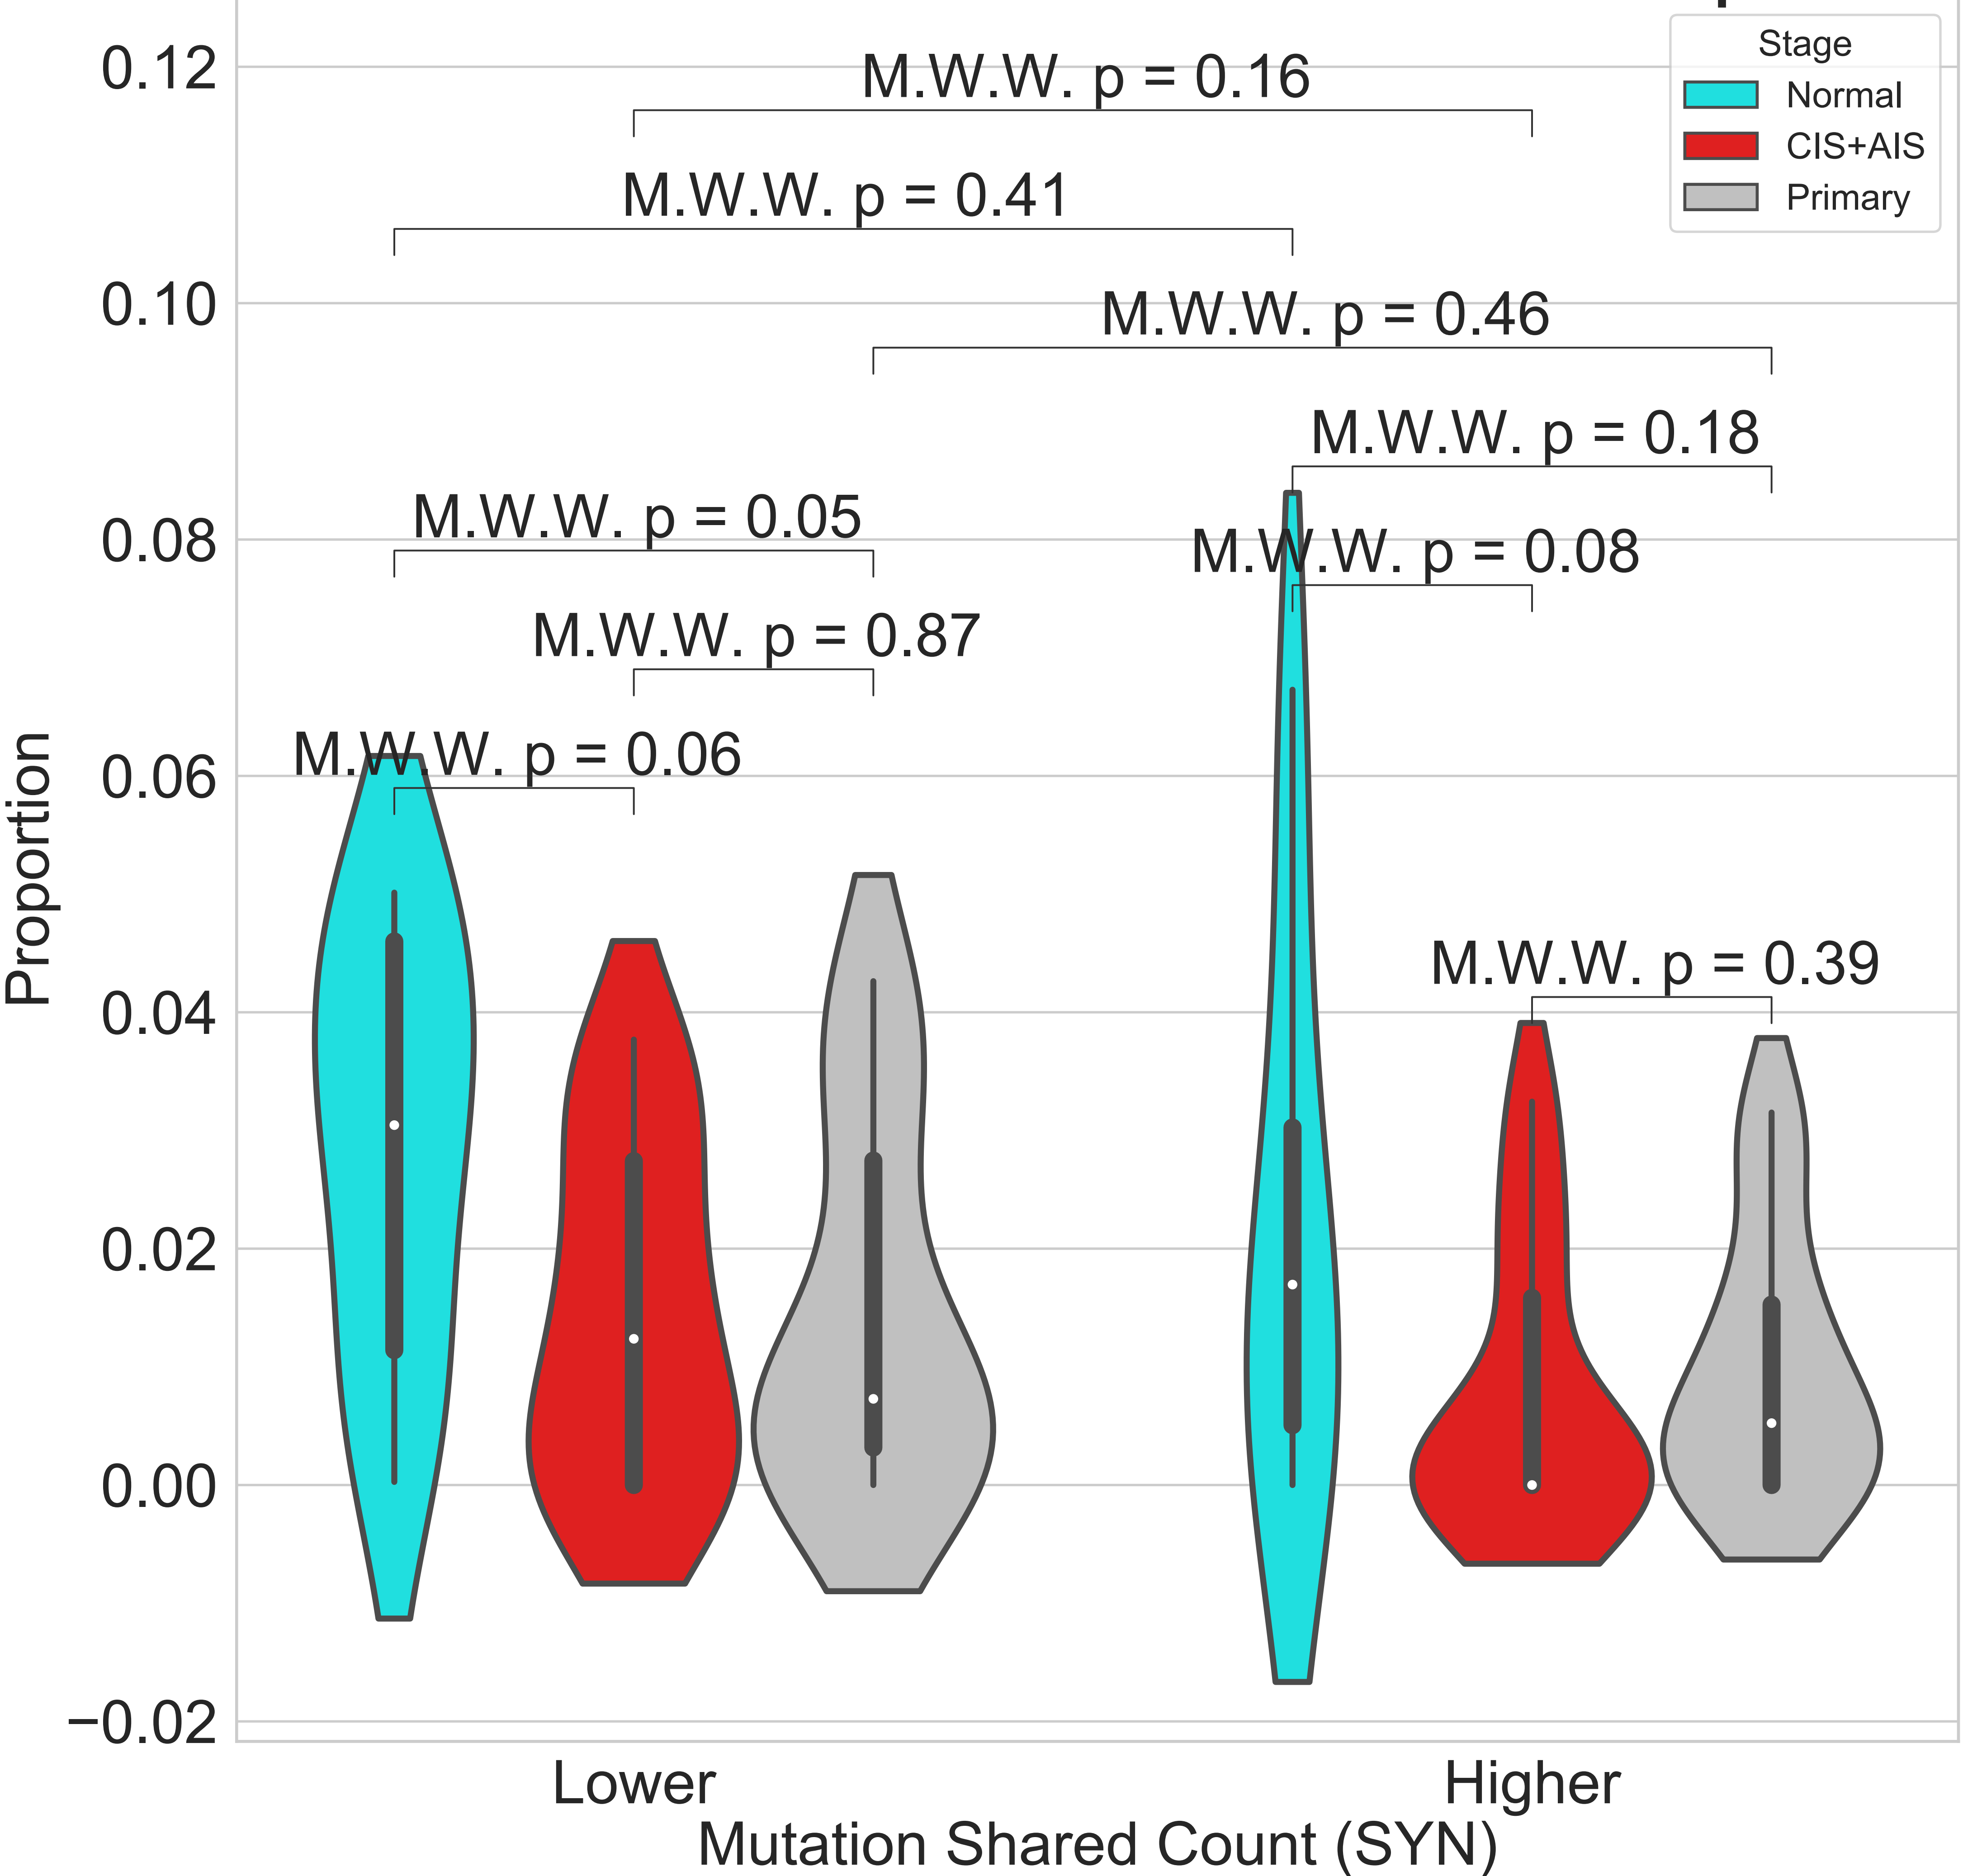 Stage
Normal
CIS+AIS
Primary
M.W.W. p = 0.16
M.W.W. p = 0.41
M.W.W. p = 0.46
M.W.W. p = 0.18
M.W.W. p = 0.05
M.W.W. p = 0.08
M.W.W. p = 0.87
M.W.W. p = 0.06
M.W.W. p = 0.39
0.12
0.10
0.08
0.06
0.04
0.02
0.00
−0.02
Proportion
Lower
Higher
Mutation Shared Count (SYN)